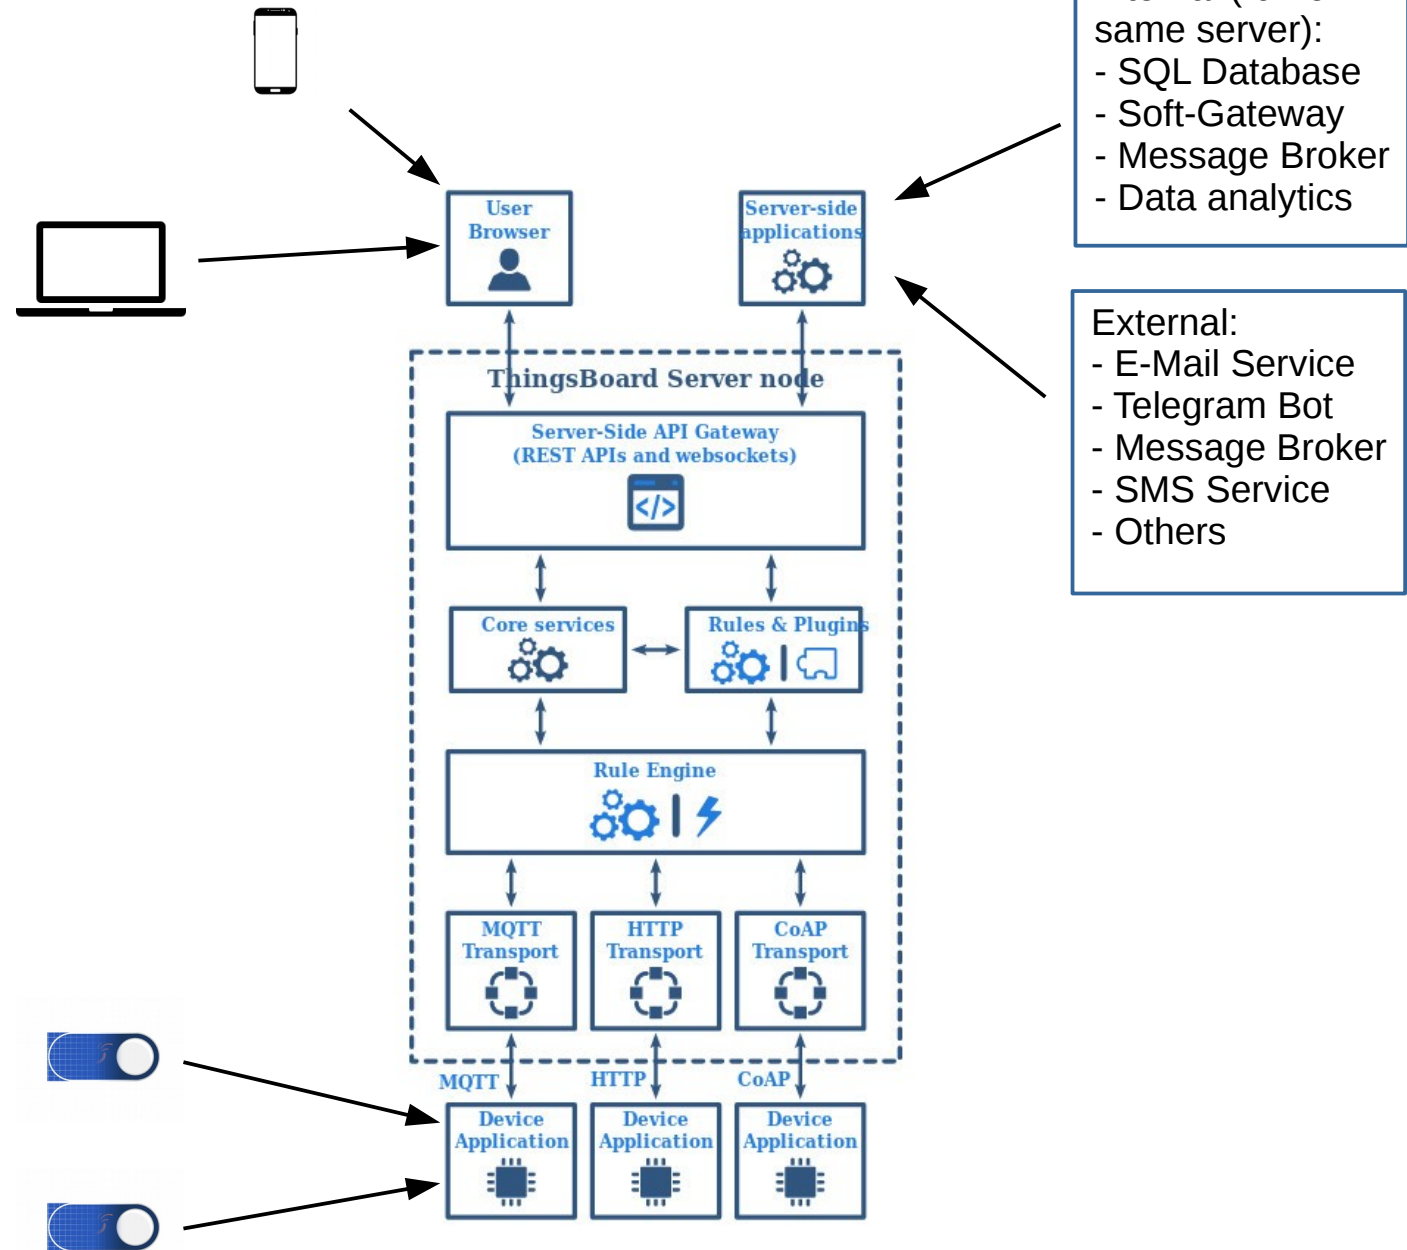 same server):
- SQL Database
- Soft-Gateway
- Message Broker
- Data analytics
User
Browser
Server-side
applications
External:
- E-Mail Service
- Telegram Bot
- Message Broker
- SMS Service
- Others
ThingsBoard Server node
Server-Side API Gateway
(REST APIs and websockets)
</>
Core services
Rules & Plugins
Rule Engine
MQTT
Transport
HTTP
Transport
CoAP
Transport
MQTT
HTTP
CoAP
Device
Application
Device
Application
Device
Application